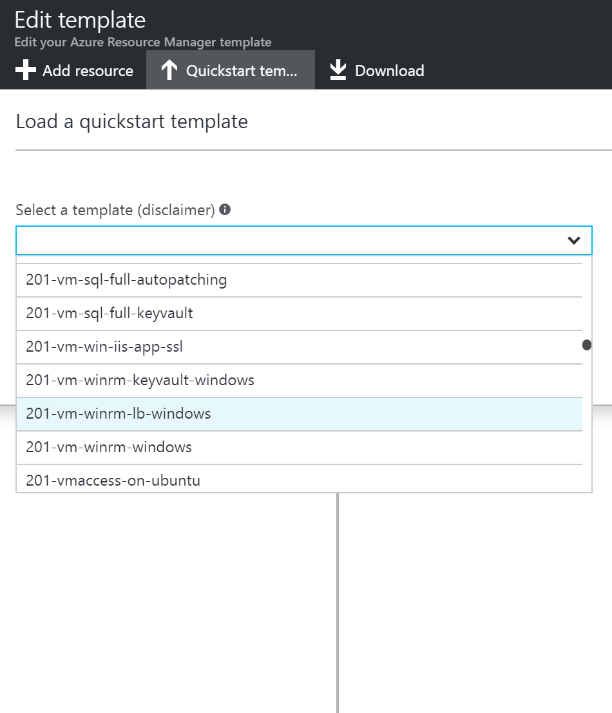 Edit template
Edit your Azure Resource Manager template
Add resource
Quickstart tem...
Download
Load a quickstart template
Select a template (disclaimer)
201-vm-sql-full-autopatching
201-vm-sql-full-keyvault
201-vm-win-iis-app-ssl
201-vm-winrm-keyvault-windows
201-vm-winrm-lb-windows
201-vm-winrm-windows
201-vmaccess-on-ubuntu